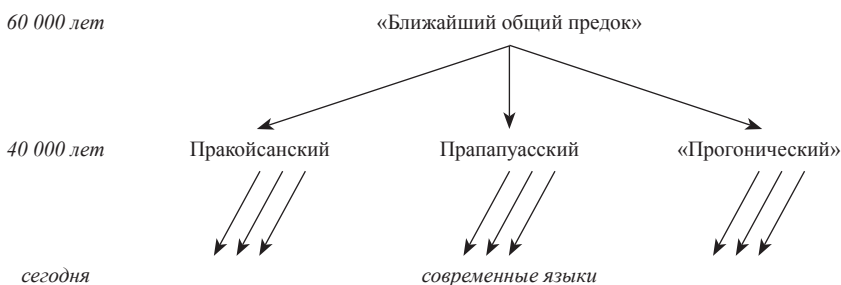 60 000 лет «Ближайший общий предок»
40 000 лет Пракойсанский Прапапуасский «Прогонический»
сегодня современные языки